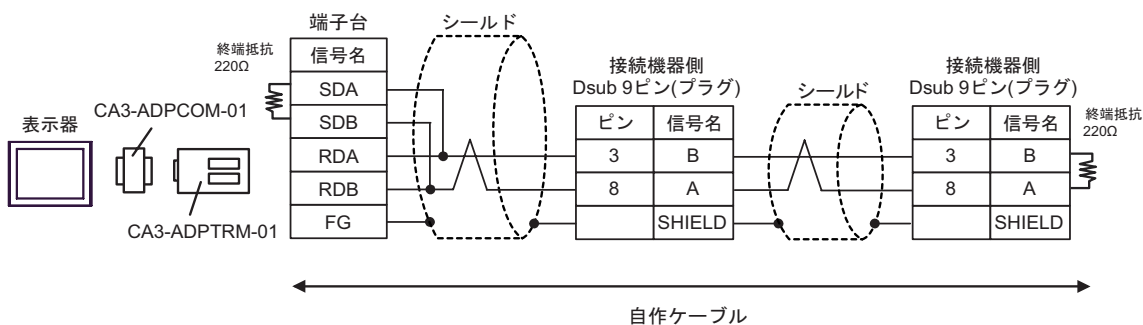 端子台
シールド
終端抵抗
220Ω
信号名
SDA
SDB
RDA
RDB
FG
表示器
CA3-ADPCOM-01
CA3-ADPTRM-01
接続機器側
Dsub 9ピン(プラグ)
ピン 信号名
3 B
8 A
SHIELD
シールド
接続機器側
Dsub 9ピン(プラグ)
ピン 信号名
3 B
8 A
SHIELD
終端抵抗
220Ω
自作ケーブル